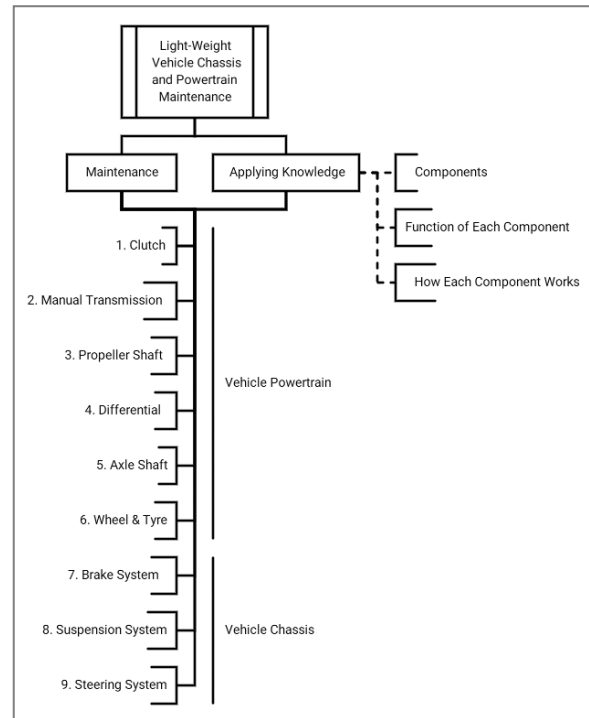 Light-Weight
Vehicle Chassis
and Powertrain
Maintenance
Maintenance
Applying Knowledge
Components
Function of Each Component
How Each Component Works
1. Clutch
2. Manual Transmission
3. Propeller Shaft
4. Differential
5. Axle Shaft
6. Wheel & Tyre
Vehicle Powertrain
7. Brake System
8. Suspension System
9. Steering System
Vehicle Chassis